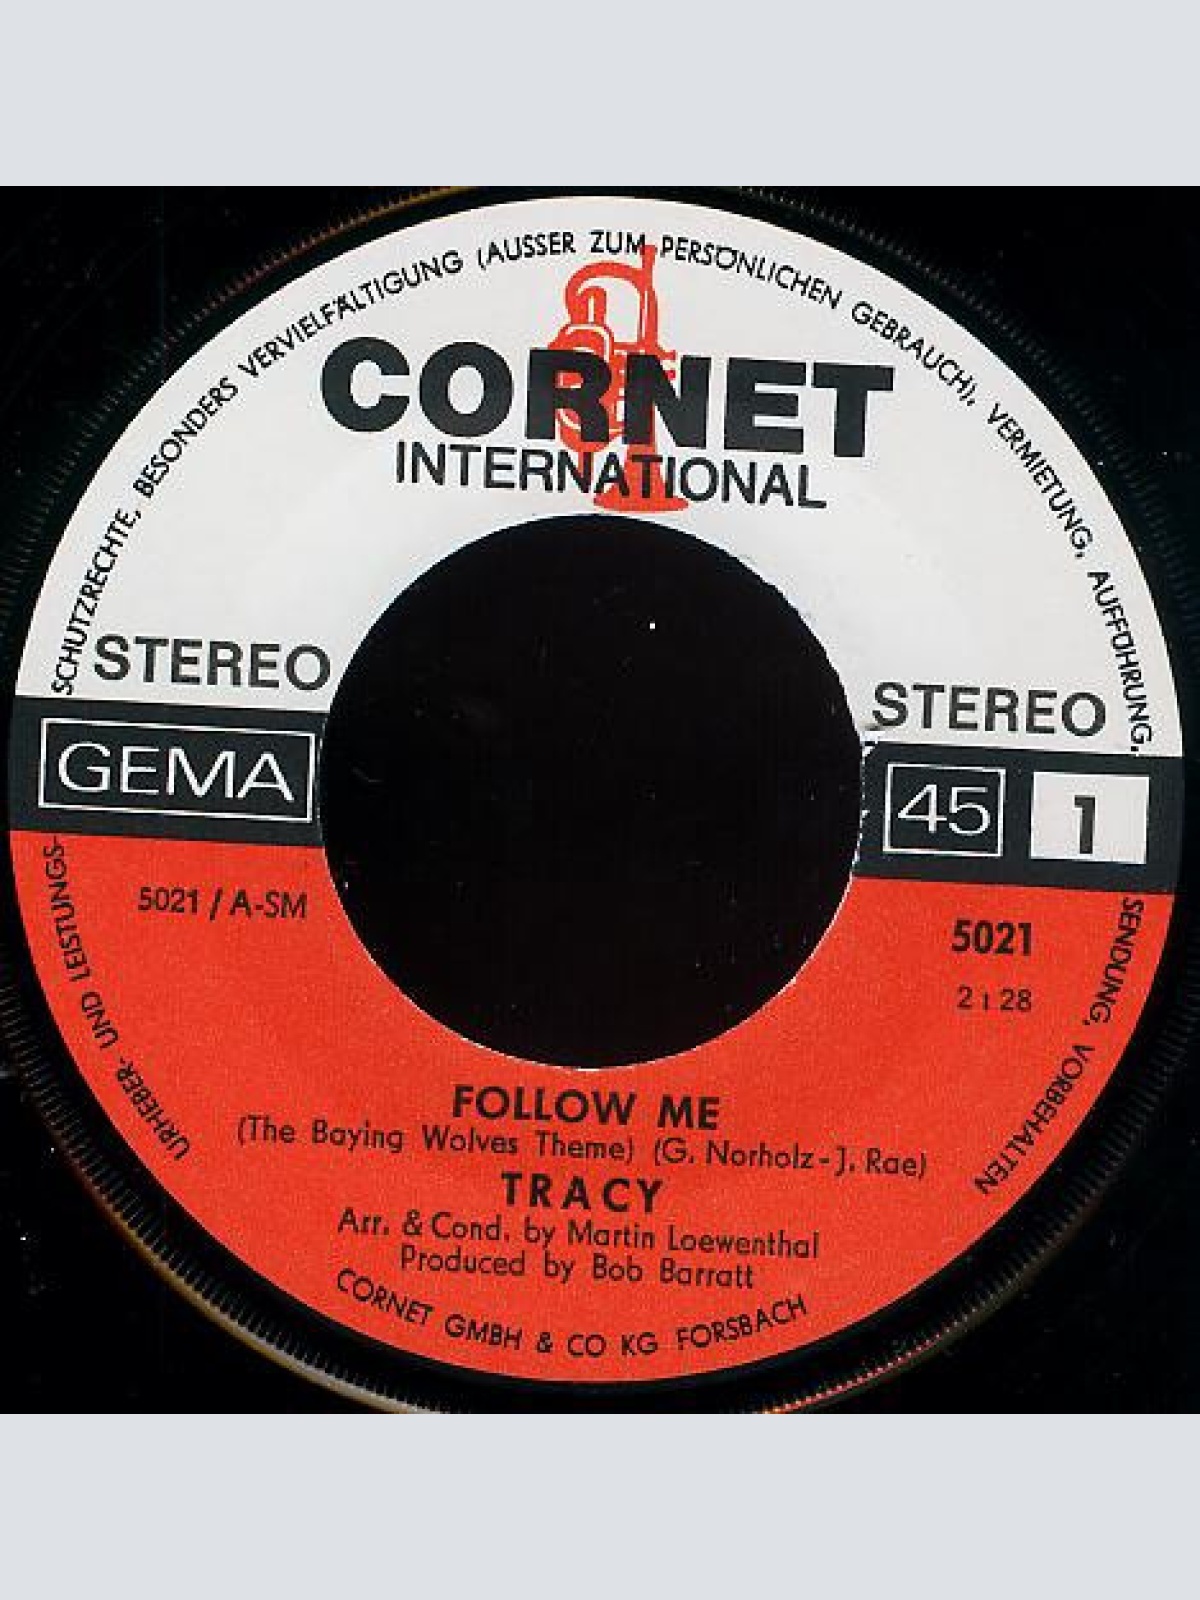 URHEBER- UND LEISTUNGS-SCHUTZRECHTE, BESONDERS VERVIELFÄLTIGUNG (AUSSER ZUM PERSÖNLICHEN GEBRAUCH), VERMIETUNG, AUFFÜHRUNG, SENDUNG, VORBEHALTEN
CORNET
INTERNATIONAL
STEREO STEREO
GEMA 45 1
5021 / A-SM 5021
2:28
FOLLOW ME
(The Baying Wolves Theme) (G. Norholz-J. Rae)
TRACY
Arr. & Cond. by Martin Loewenthal
Produced by Bob Barratt
CORNET GMBH & CO KG FORSBACH